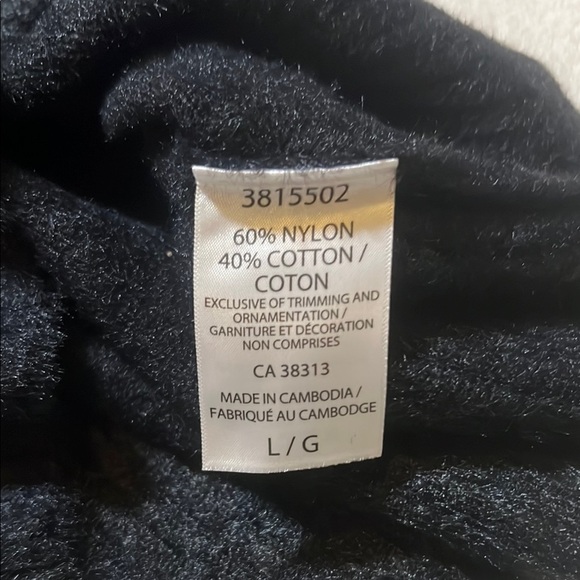 3815502
60% NYLON
40% COTTON /
COTON
EXCLUSIVE OF TRIMMING AND
ORNAMENTATION /
GARNITURE ET DÉCORATION
NON COMPRISES
CA 38313
MADE IN CAMBODIA /
FABRIQUÉ AU CAMBODGE
L / G